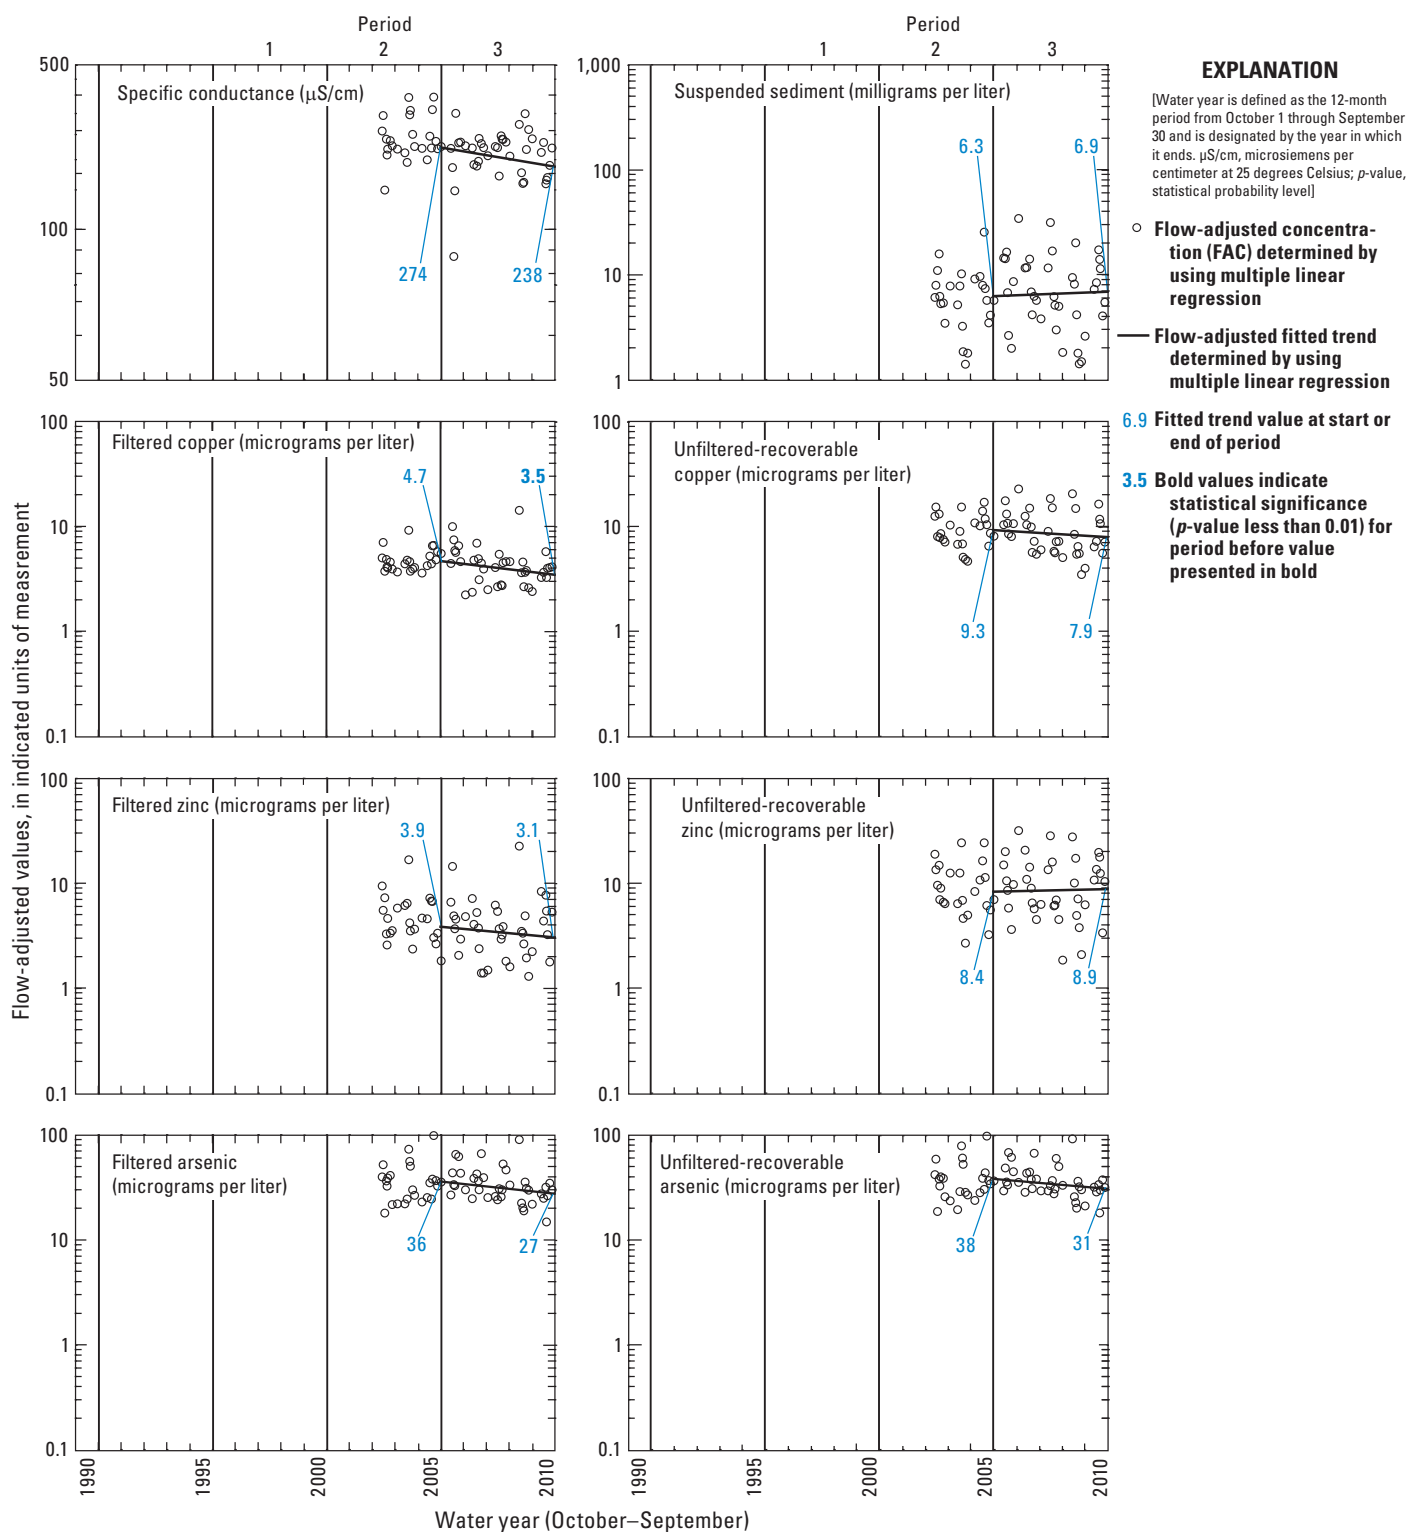 Period
1 2 3
Period
1 2 3
500
100
50
Specific conductance (µS/cm)
274
238
1,000
100
10
1
Suspended sediment (milligrams per liter)
6.3
6.9
100
10
1
0.1
Filtered copper (micrograms per liter)
4.7
3.5
100
10
1
0.1
Unfiltered-recoverable
copper (micrograms per liter)
9.3
7.9
100
10
1
0.1
Filtered zinc (micrograms per liter)
3.9
3.1
100
10
1
0.1
Unfiltered-recoverable
zinc (micrograms per liter)
8.4
8.9
100
10
1
0.1
Filtered arsenic
(micrograms per liter)
36
27
100
10
1
0.1
Unfiltered-recoverable
arsenic (micrograms per liter)
38
31
1990 1995 2000 2005 2010
1990 1995 2000 2005 2010
Water year (October–September)
Flow-adjusted values, in indicated units of measurement
EXPLANATION
[Water year is defined as the 12-month
period from October 1 through September
30 and is designated by the year in which
it ends. µS/cm, microsiemens per
centimeter at 25 degrees Celsius; p-value,
statistical probability level]
Flow-adjusted concentra-
tion (FAC) determined by
using multiple linear
regression
Flow-adjusted fitted trend
determined by using
multiple linear regression
6.9 Fitted trend value at start or
end of period
3.5 Bold values indicate
statistical significance
(p-value less than 0.01) for
period before value
presented in bold